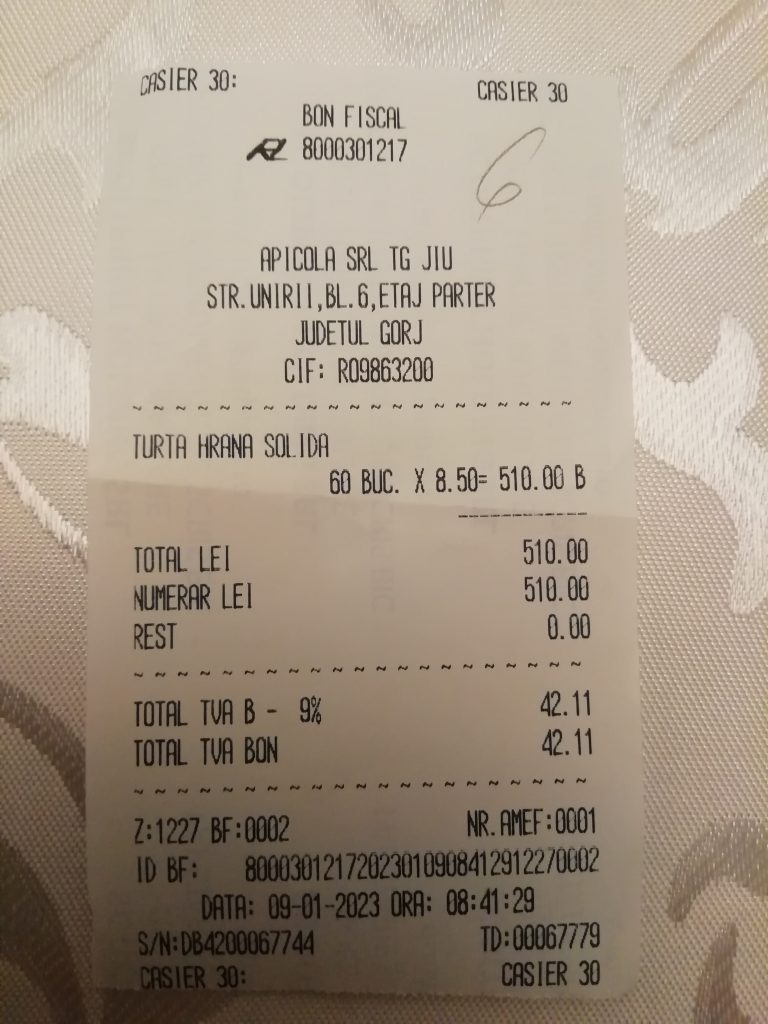 CASIER 30: CASIER 30
BON FISCAL
8000301217
6
APICOLA SRL TG JIU
STR.UNIRII,BL.6,ETAJ PARTER
JUDETUL GORJ
CIF: RO9863200
~ ~ ~ ~ ~ ~ ~ ~ ~ ~ ~ ~ ~ ~ ~ ~ ~ ~ ~ ~ ~ ~ ~ ~ ~
TURTA HRANA SOLIDA
60 BUC. X 8.50= 510.00 B
----------
TOTAL LEI 510.00
NUMERAR LEI 510.00
REST 0.00
~ ~ ~ ~ ~ ~ ~ ~ ~ ~ ~ ~ ~ ~ ~ ~ ~ ~ ~ ~ ~ ~ ~ ~ ~
TOTAL TVA B - 9% 42.11
TOTAL TVA BON 42.11
~ ~ ~ ~ ~ ~ ~ ~ ~ ~ ~ ~ ~ ~ ~ ~ ~ ~ ~ ~ ~ ~ ~ ~ ~
Z:1227 BF:0002 NR.AMEF:0001
ID BF: 80003012172023010908412912270002
DATA: 09-01-2023 ORA: 08:41:29
S/N:DB4200067744 TD:00067779
CASIER 30: CASIER 30